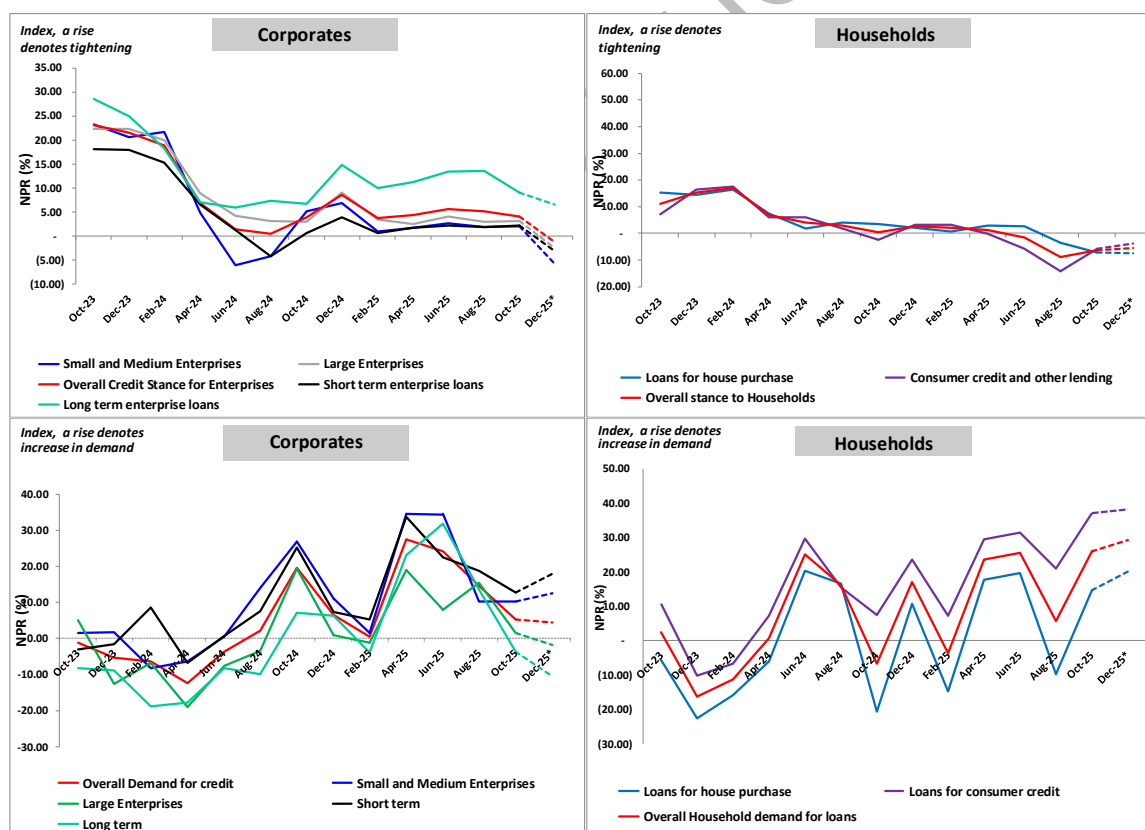 Index, a rise
denotes tightening
Corporates
NPR (%)
35.00
30.00
25.00
20.00
15.00
10.00
5.00
-
(5.00)
(10.00)
Oct-23
Dec-23
Feb-24
Apr-24
Jun-24
Aug-24
Oct-24
Dec-24
Feb-25
Apr-25
Jun-25
Aug-25
Oct-25
Dec-25*
Small and Medium Enterprises
Large Enterprises
Overall Credit Stance for Enterprises
Short term enterprise loans
Long term enterprise loans
Index, a rise denotes
tightening
Households
NPR (%)
60.00
50.00
40.00
30.00
20.00
10.00
-
(10.00)
(20.00)
Oct-23
Dec-23
Feb-24
Apr-24
Jun-24
Aug-24
Oct-24
Dec-24
Feb-25
Apr-25
Jun-25
Aug-25
Oct-25
Dec-25*
Loans for house purchase
Consumer credit and other lending
Overall stance to Households
Index, a rise denotes
increase in demand
Corporates
NPR (%)
40.00
30.00
20.00
10.00
0.00
-10.00
-20.00
-30.00
Oct-23
Dec-23
Feb-24
Apr-24
Jun-24
Aug-24
Oct-24
Dec-24
Feb-25
Apr-25
Jun-25
Aug-25
Oct-25
Dec-25*
Overall Demand for credit
Small and Medium Enterprises
Large Enterprises
Short term
Long term
Index, a rise denotes
increase in demand
Households
NPR(%)
50.00
40.00
30.00
20.00
10.00
-
(10.00)
(20.00)
(30.00)
Oct-23
Dec-23
Feb-24
Apr-24
Jun-24
Aug-24
Oct-24
Dec-24
Feb-25
Apr-25
Jun-25
Aug-25
Oct-25
Dec-25*
Loans for house purchase
Loans for consumer credit
Overall Household demand for loans